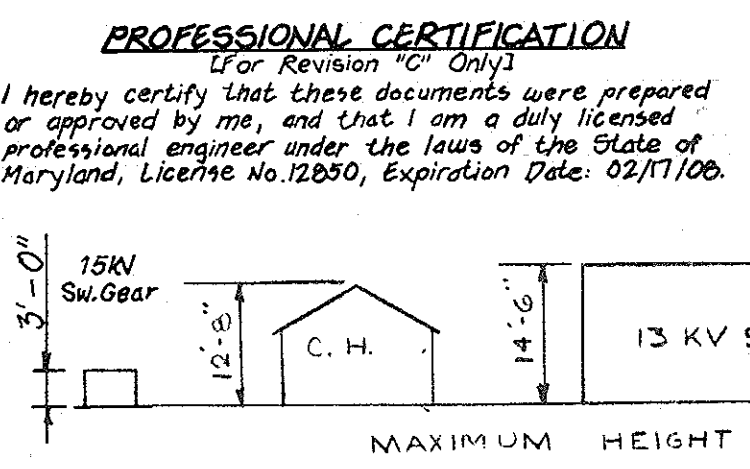 PROFESSIONAL CERTIFICATION
[For Revision "C" Only]
I hereby certify that these documents were prepared
or approved by me, and that I am a duly licensed
professional engineer under the laws of the State of
Maryland, License No.12850, Expiration Date: 02/17/08.
3'-0"
15KV
Sw.Gear
12'-8"
C. H.
14'-6"
13 KV S
MAXIMUM HEIGHT